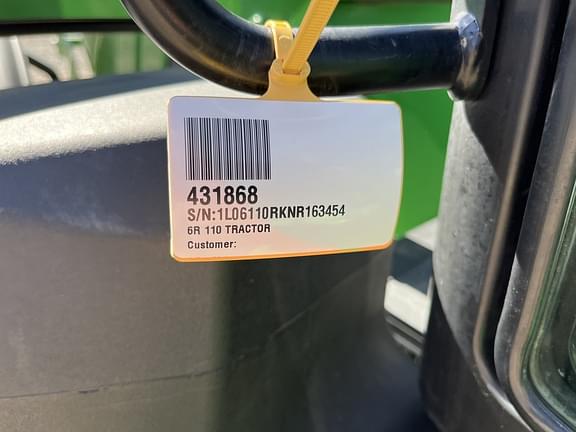 431868
S/N:1L06110RKNR163454
6R 110 TRACTOR
Customer: